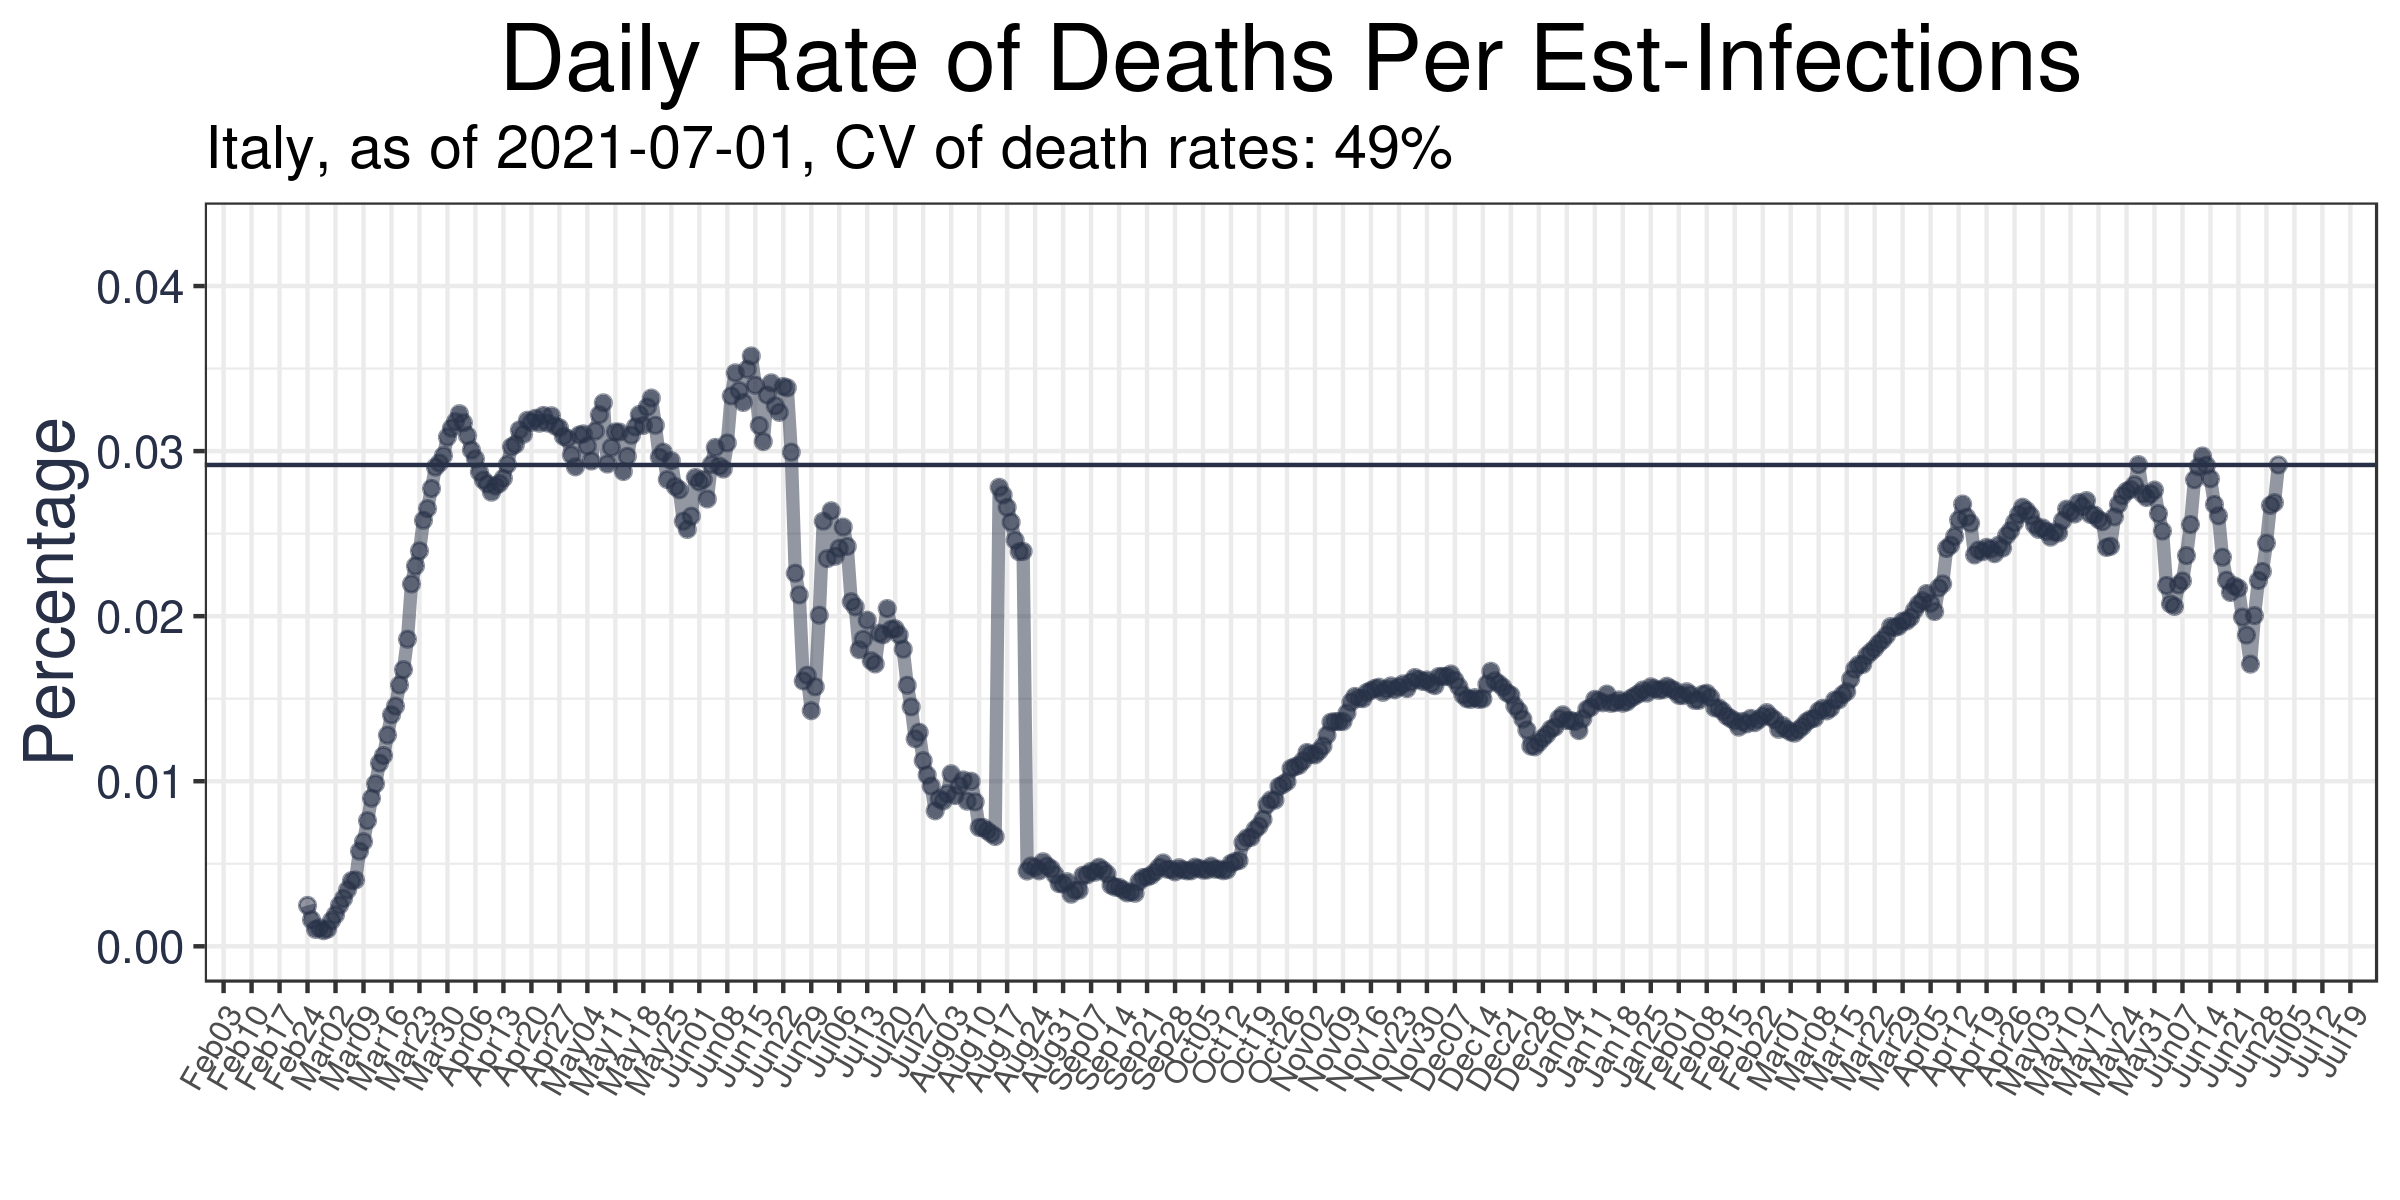 Daily Rate of Deaths Per Est-Infections
Italy, as of 2021-07-01, CV of death rates: 49%
Percentage
0.04
0.03
0.02
0.01
0.00
Feb03
Feb10
Feb17
Feb24
Mar02
Mar09
Mar16
Mar23
Mar30
Apr06
Apr13
Apr20
Apr27
May04
May11
May18
May25
Jun01
Jun08
Jun15
Jun22
Jun29
Jul06
Jul13
Jul20
Jul27
Aug03
Aug10
Aug17
Aug24
Aug31
Sep07
Sep14
Sep21
Sep28
Oct05
Oct12
Oct19
Oct26
Nov02
Nov09
Nov16
Nov23
Nov30
Dec07
Dec14
Dec21
Dec28
Jan04
Jan11
Jan18
Jan25
Feb01
Feb08
Feb15
Feb22
Mar01
Mar08
Mar15
Mar22
Mar29
Apr05
Apr12
Apr19
Apr26
May03
May10
May17
May24
May31
Jun07
Jun14
Jun21
Jun28
Jul05
Jul12
Jul19